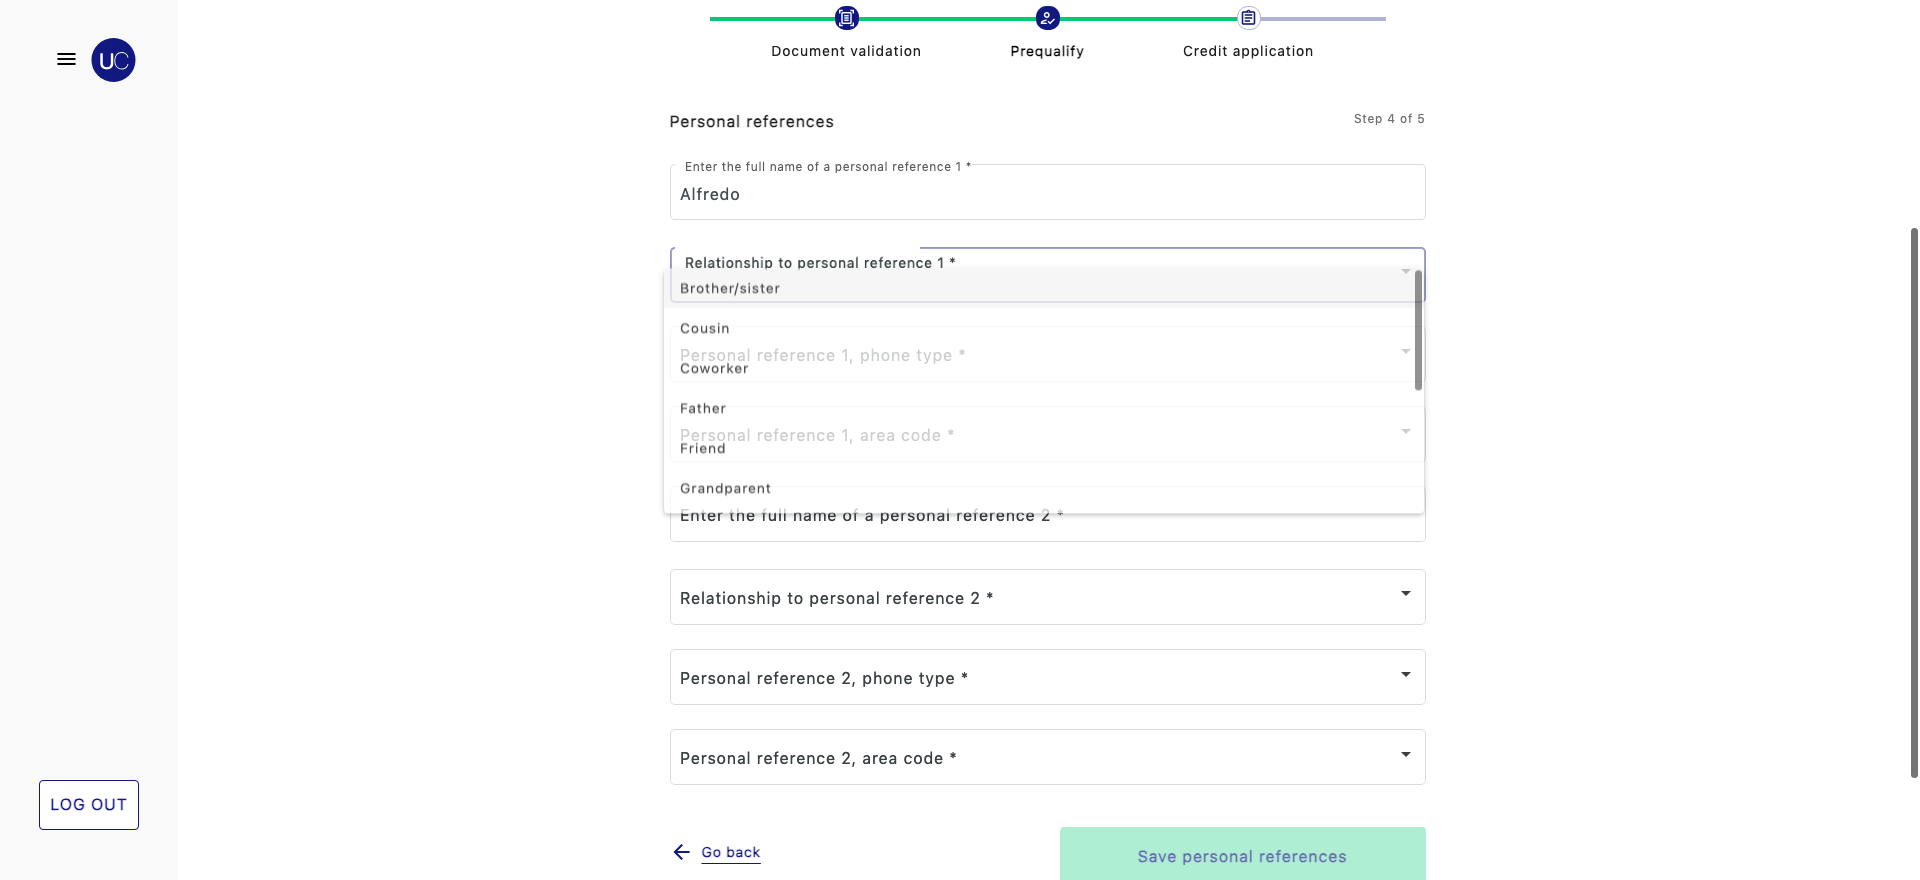 UC
Document validation
Prequalify
Credit application
Personal references
Step 4 of 5
Enter the full name of a personal reference 1 *
Alfredo
Relationship to personal reference 1 *
Brother/sister
Cousin
Personal reference 1, phone type *
Coworker
Father
Personal reference 1, area code *
Friend
Grandparent
Enter the full name of a personal reference 2 *
Relationship to personal reference 2 *
Personal reference 2, phone type *
Personal reference 2, area code *
LOG OUT
Go back
Save personal references